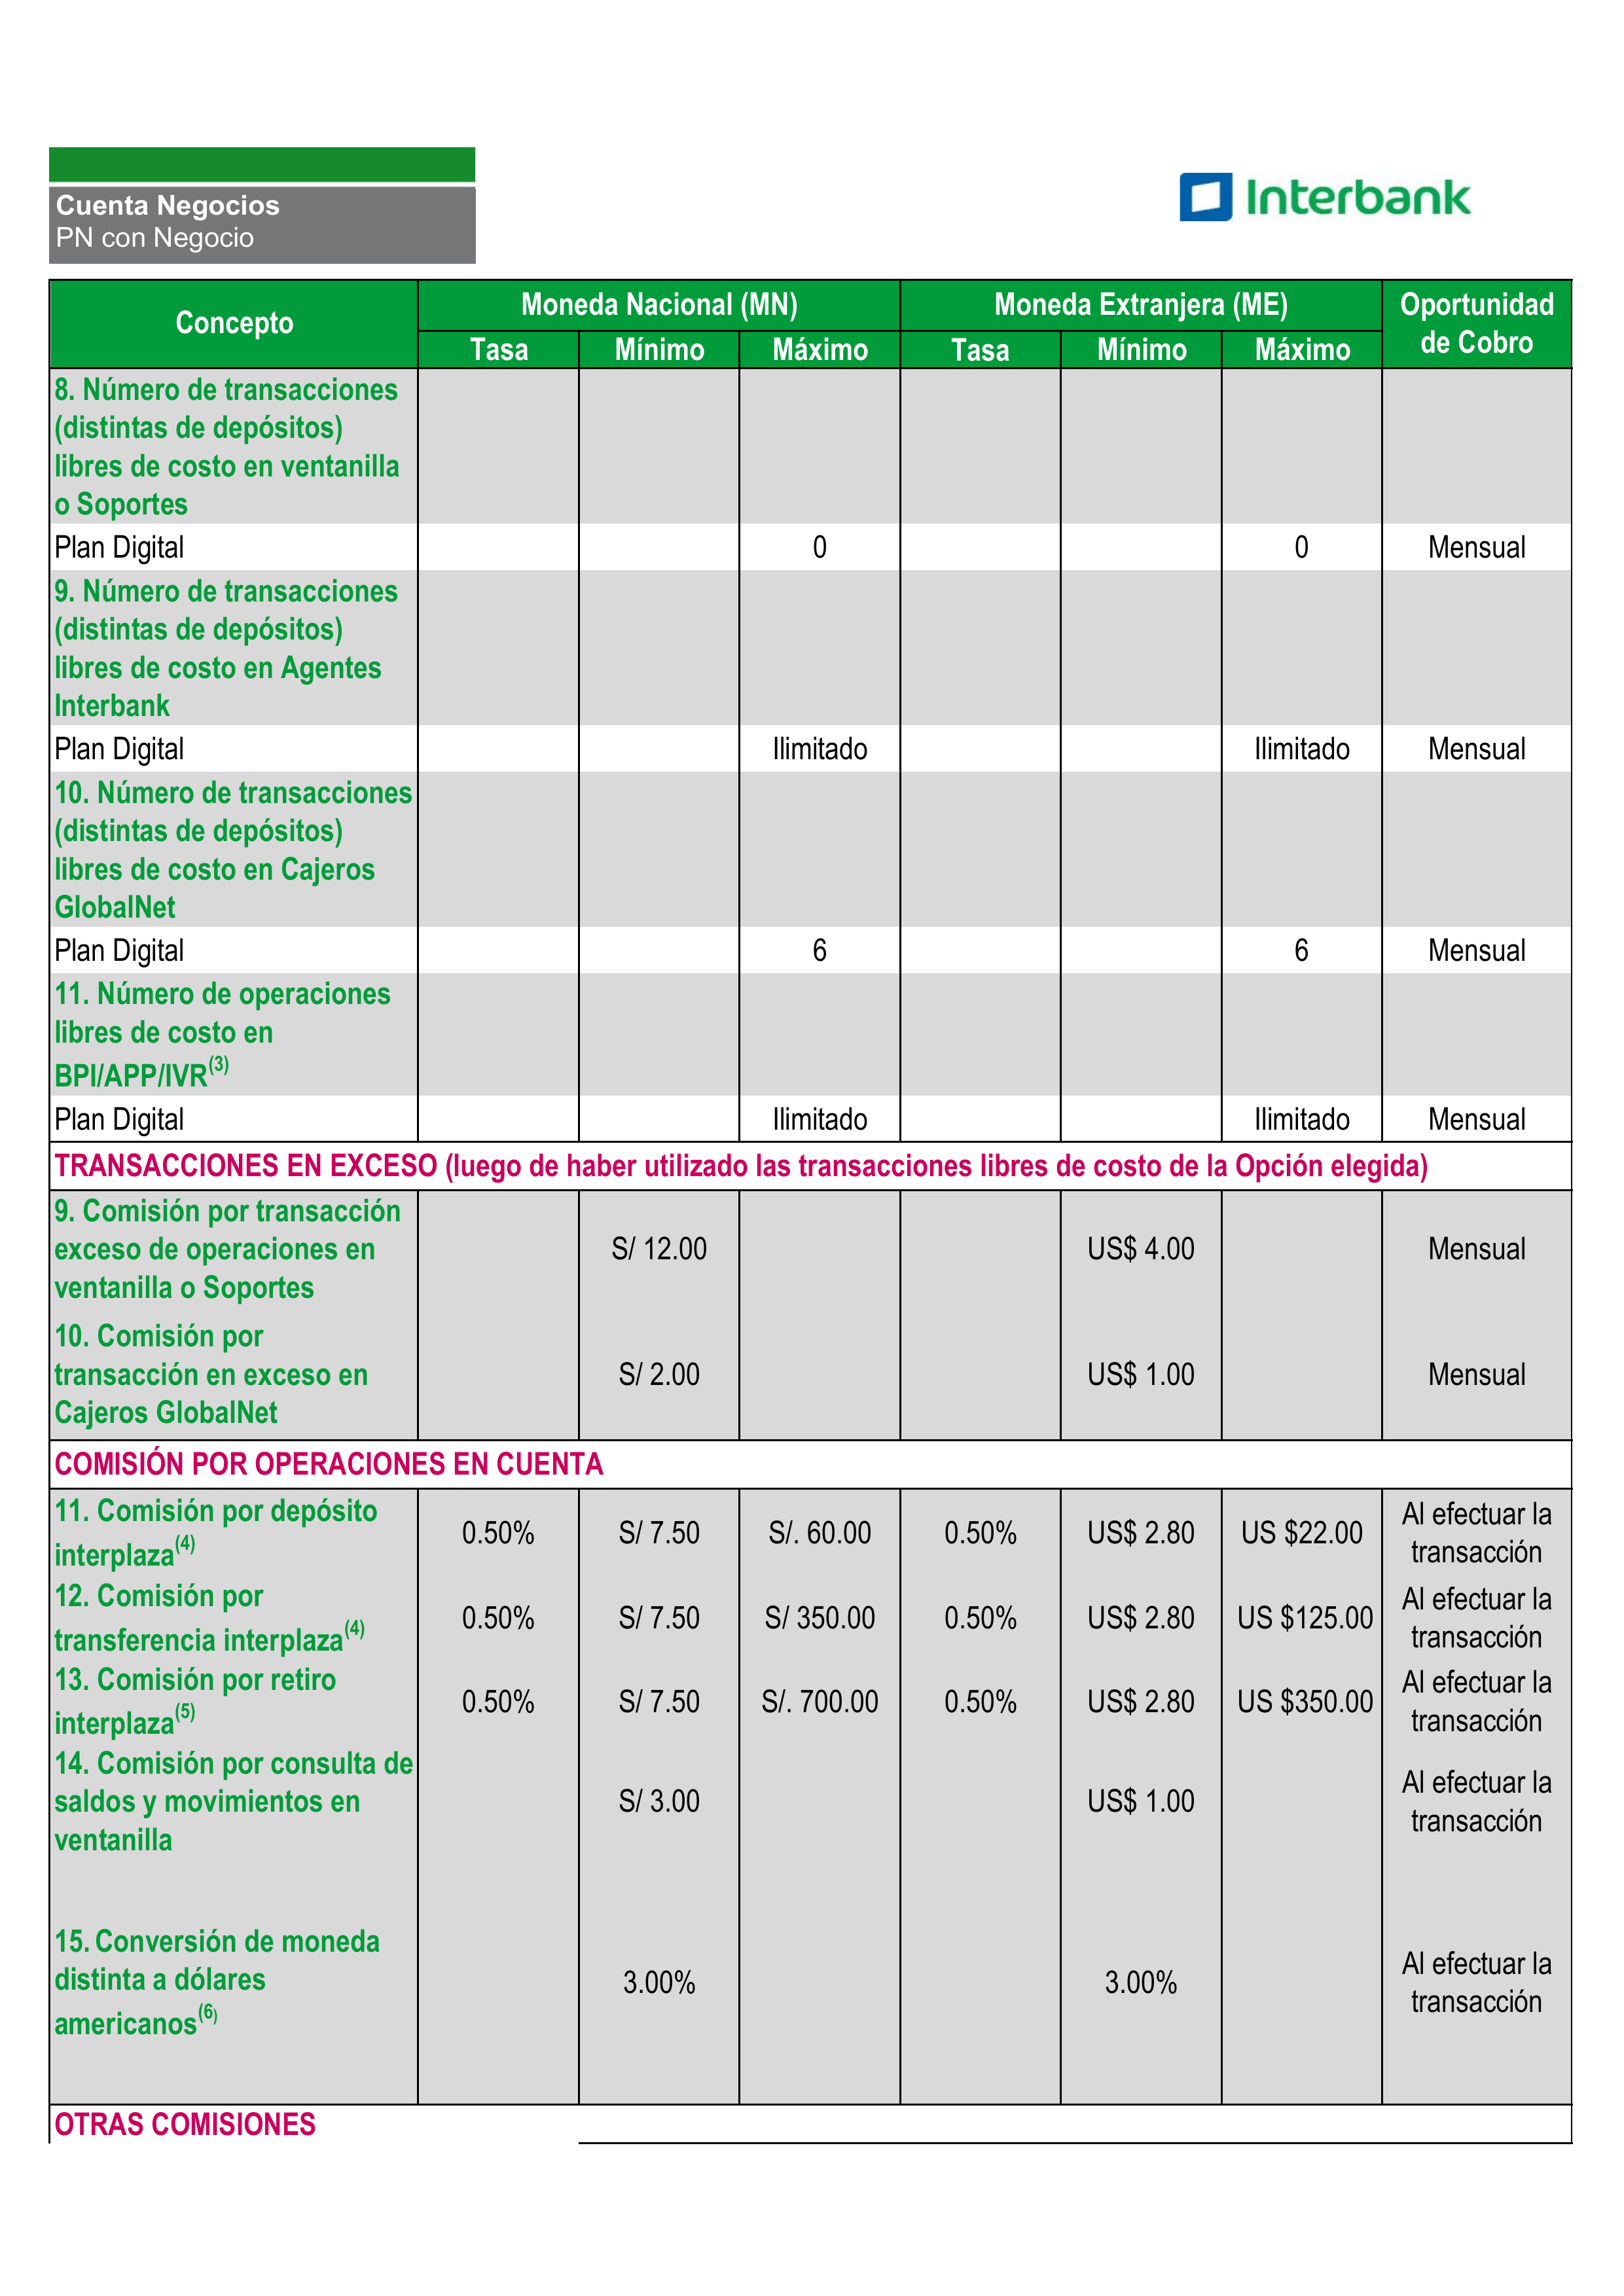 Cuenta Negocios
PN con Negocio
Interbank
Concepto
Moneda Nacional (MN)
Moneda Extranjera (ME)
Oportunidad
de Cobro
Tasa Mínimo Máximo Tasa Mínimo Máximo
8. Número de transacciones
(distintas de depósitos)
libres de costo en ventanilla
o Soportes
Plan Digital 0 0 Mensual
9. Número de transacciones
(distintas de depósitos)
libres de costo en Agentes
Interbank
Plan Digital Ilimitado Ilimitado Mensual
10. Número de transacciones
(distintas de depósitos)
libres de costo en Cajeros
GlobalNet
Plan Digital 6 6 Mensual
11. Número de operaciones
libres de costo en
BPI/APP/IVR(3)
Plan Digital Ilimitado Ilimitado Mensual
TRANSACCIONES EN EXCESO (luego de haber utilizado las transacciones libres de costo de la Opción elegida)
9. Comisión por transacción
exceso de operaciones en
ventanilla o Soportes
S/ 12.00 US$ 4.00 Mensual
10. Comisión por
transacción en exceso en
Cajeros GlobalNet
S/ 2.00 US$ 1.00 Mensual
COMISIÓN POR OPERACIONES EN CUENTA
11. Comisión por depósito
interplaza(4)
0.50% S/ 7.50 S/. 60.00 0.50% US$ 2.80 US $22.00
Al efectuar la
transacción
12. Comisión por
transferencia interplaza(4)
0.50% S/ 7.50 S/ 350.00 0.50% US$ 2.80 US $125.00
Al efectuar la
transacción
13. Comisión por retiro
interplaza(5)
0.50% S/ 7.50 S/. 700.00 0.50% US$ 2.80 US $350.00
Al efectuar la
transacción
14. Comisión por consulta de
saldos y movimientos en
ventanilla
S/ 3.00 US$ 1.00
Al efectuar la
transacción
15. Conversión de moneda
distinta a dólares
americanos(6)
3.00% 3.00%
Al efectuar la
transacción
OTRAS COMISIONES